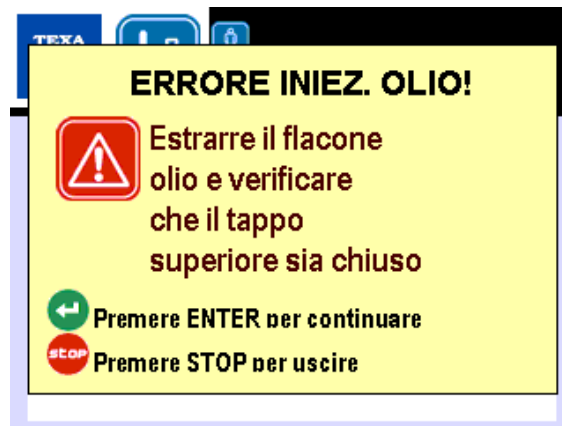 TEXA
ERRORE INIEZ. OLIO!
Estrarre il flacone
olio e verificare
che il tappo
superiore sia chiuso
Premere ENTER per continuare
stop Premere STOP per uscire